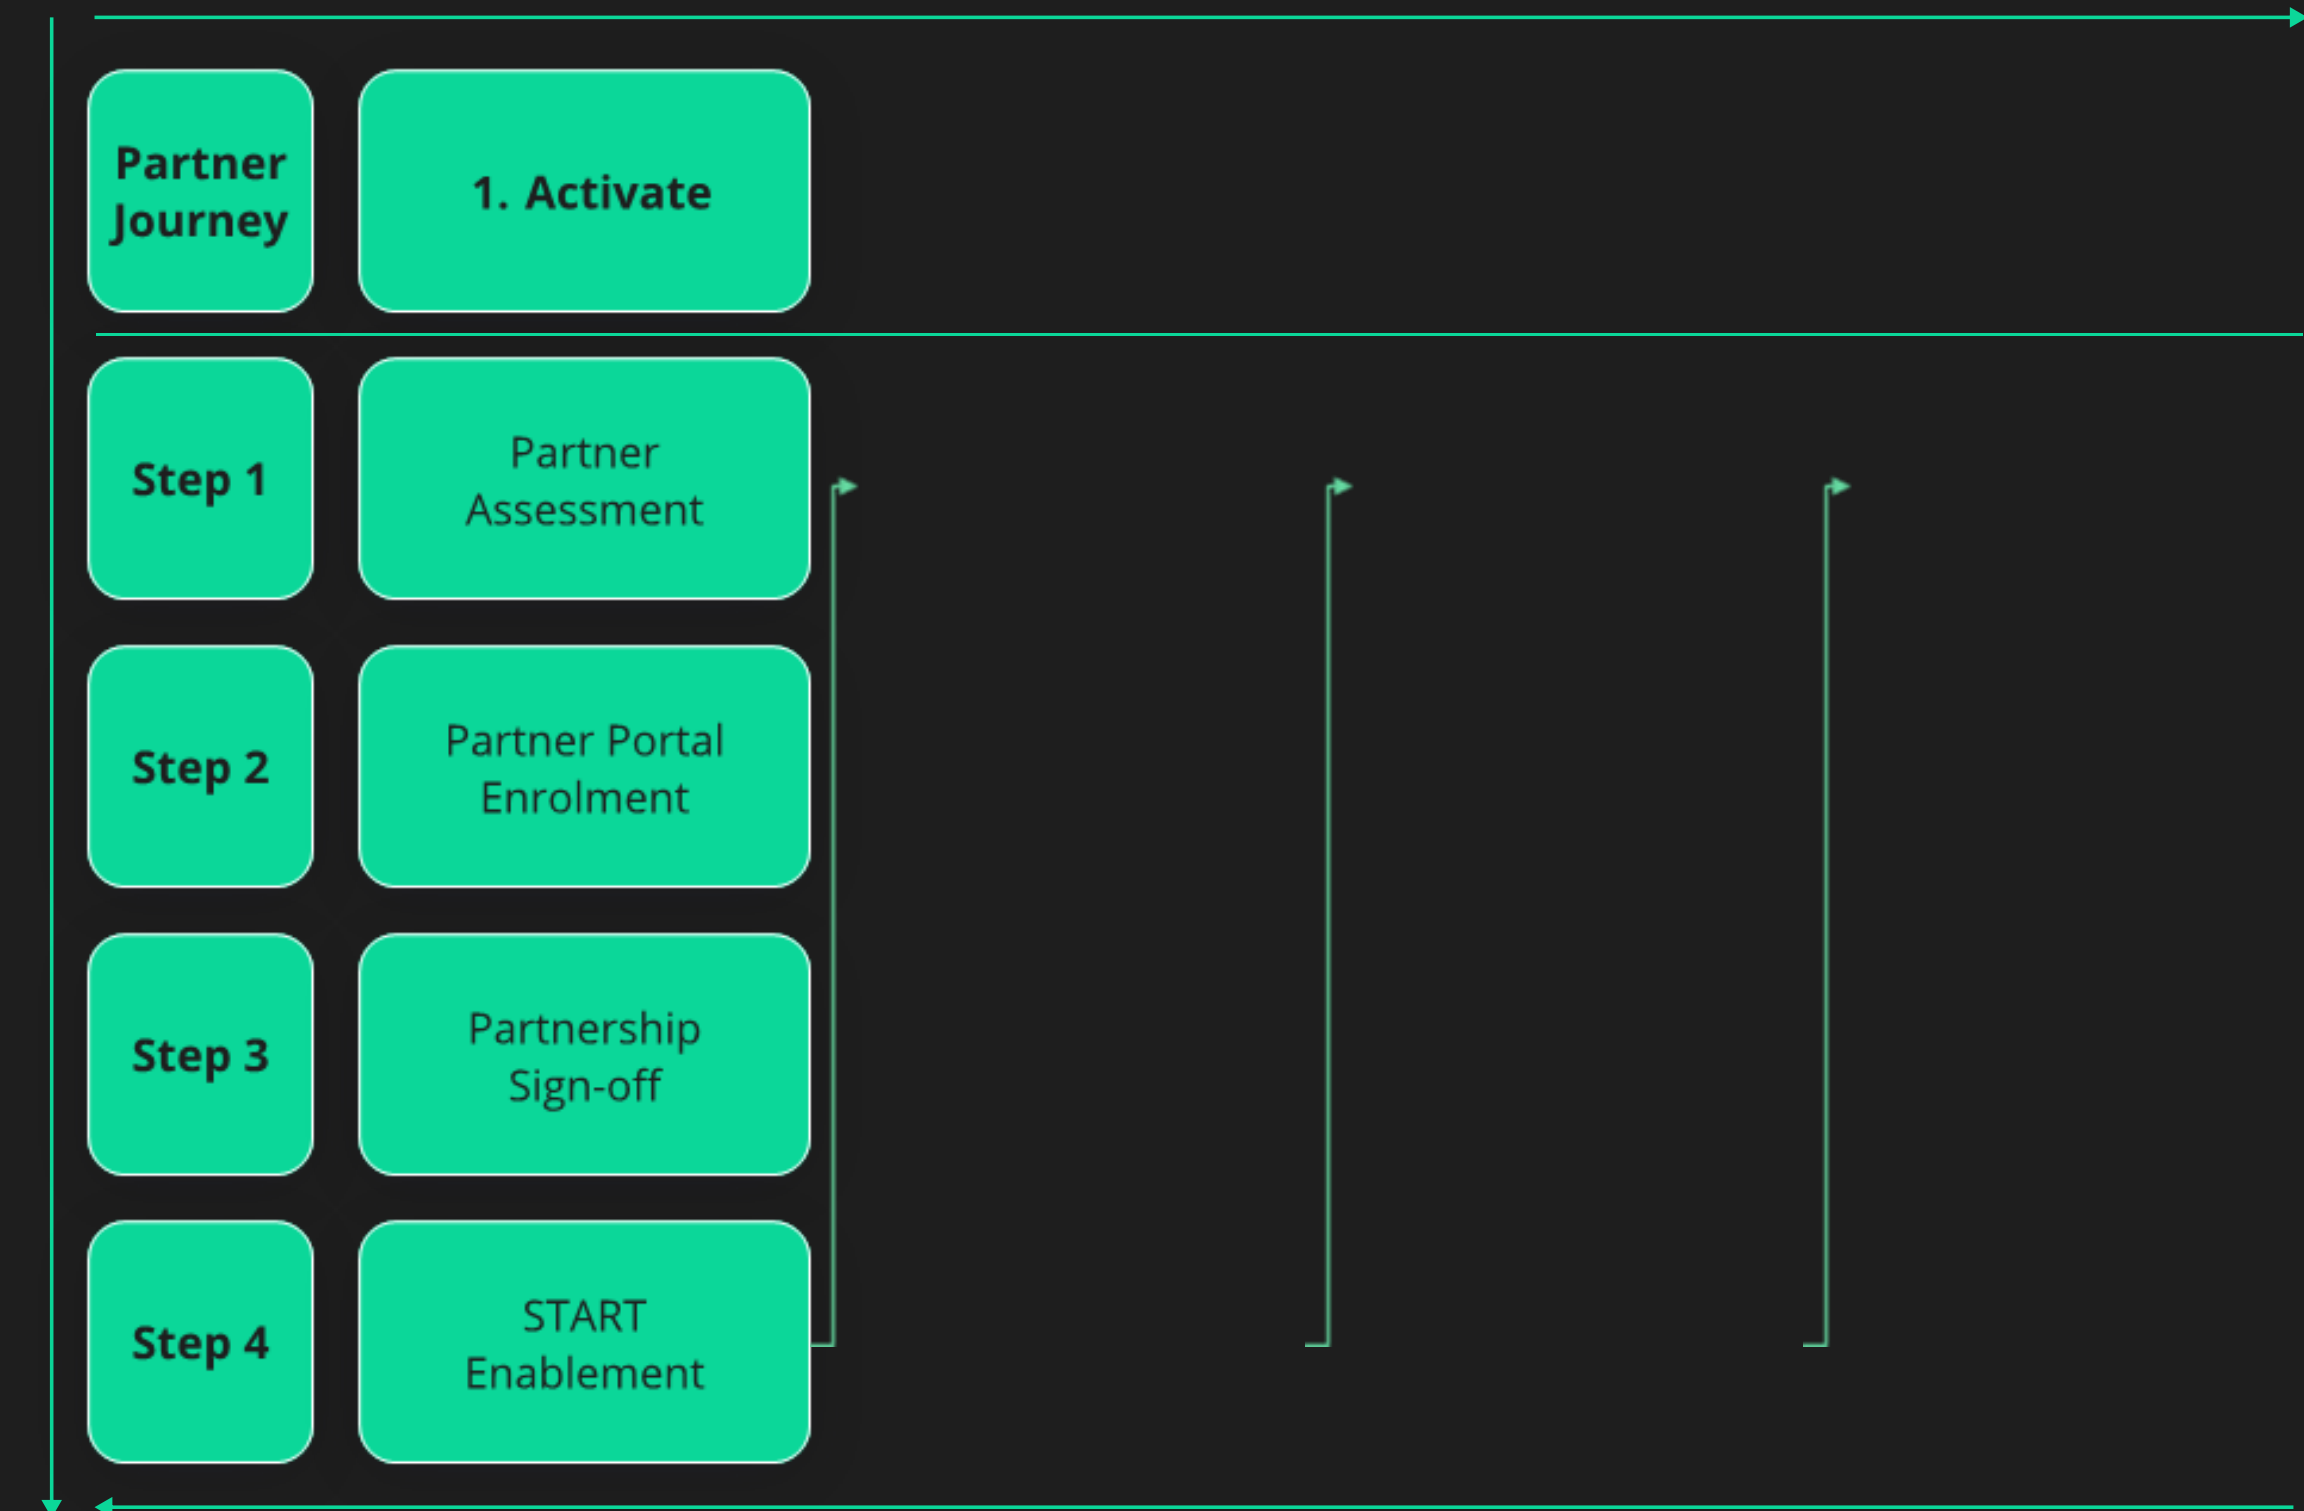 Partner
Journey
1. Activate
Step 1
Partner
Assessment
Step 2
Partner Portal
Enrolment
Step 3
Partnership
Sign-off
Step 4
START
Enablement